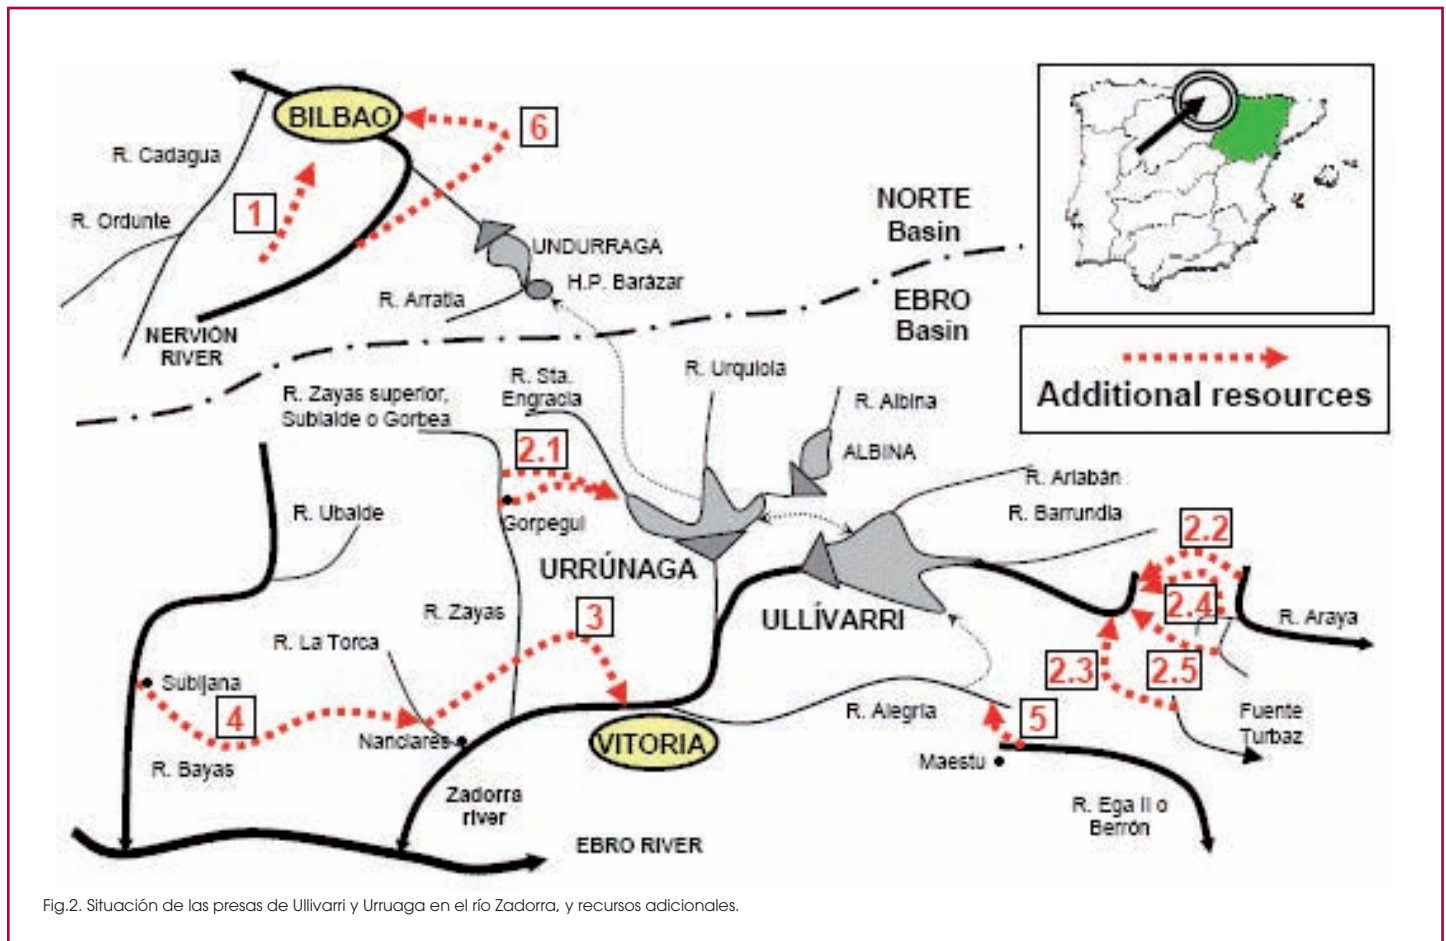 BILBAO
6
R. Cadagua
1
R. Ordunte
NORTE
Basin
UNDURRAGA
H.P. Barázar
R. Arratia
EBRO
Basin
NERVIÓN
RIVER
Additional resources
R. Zayas superior,
Subialde o Gorbea
R. Sta.
Engracia
R. Urquiola
R. Albina
2.1
ALBINA
R. Arlabán
Gorpegui
R. Ubalde
R. Barrundia
2.2
URRÚNAGA
2.4
R. Zayas
3
ULLÍVARRI
R. Araya
R. La Torca
2.3
2.5
Subijana
4
R. Alegría
5
Fuente
Turbaz
Nanclares
VITORIA
Maestu
R. Bayas
Zadorra
river
R. Ega II o
Berrón
EBRO RIVER
Fig.2. Situación de las presas de Ullivarri y Urruaga en el río Zadorra, y recursos adicionales.